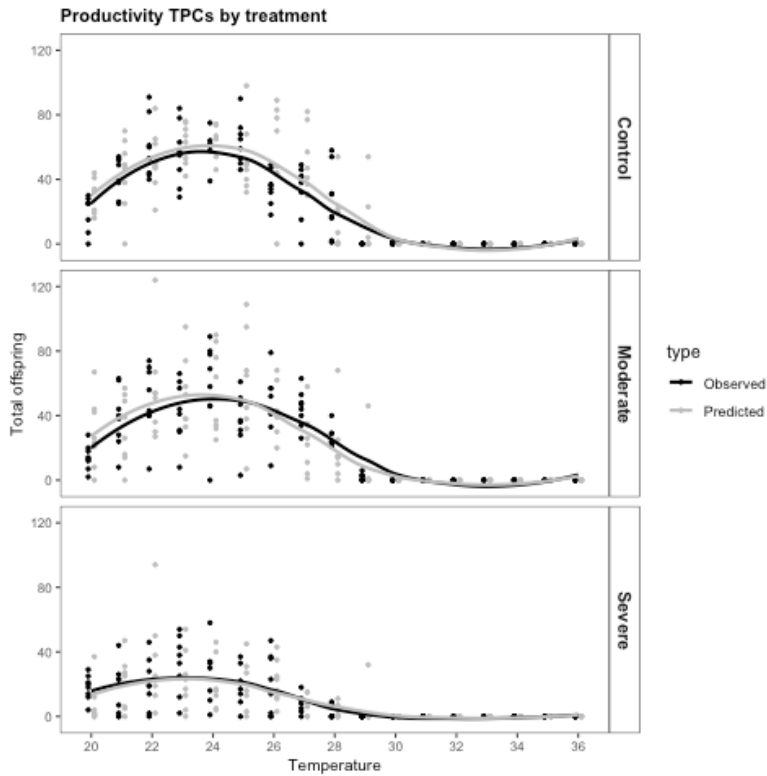 Productivity TPCs by treatment
120
80
40
0
Control
120
80
40
0
Moderate
120
80
40
0
Severe
Total offspring
20 22 24 26 28 30 32 34 36
Temperature
type
Observed
Predicted